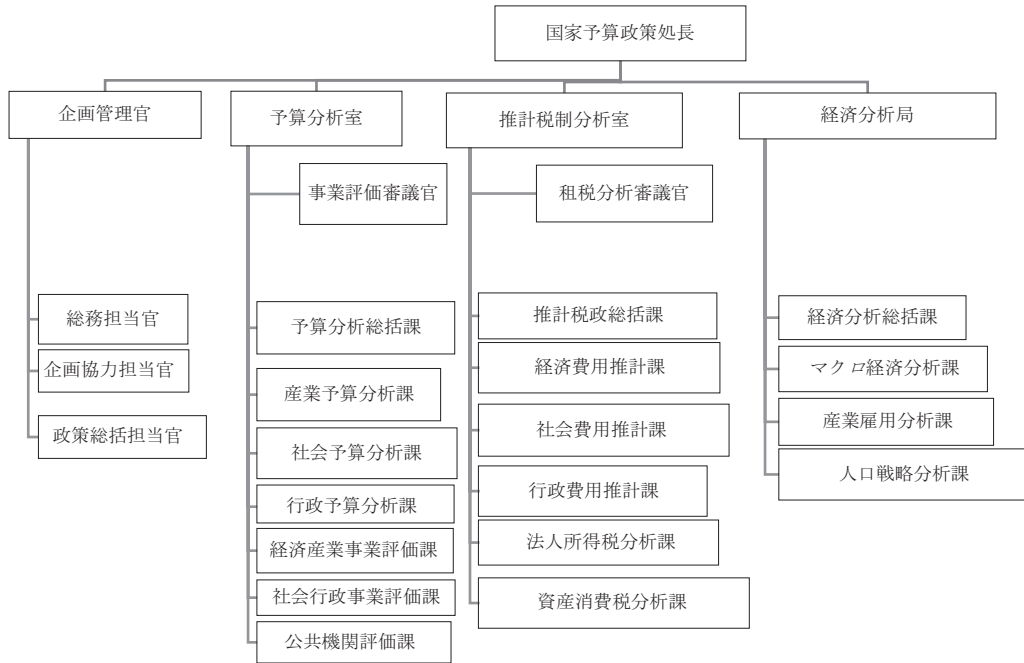 国家予算政策処長
企画管理官
予算分析室
推計税制分析室
経済分析局
事業評価審議官
租税分析審議官
総務担当官
企画協力担当官
政策総括担当官
予算分析総括課
産業予算分析課
社会予算分析課
行政予算分析課
経済産業事業評価課
社会行政事業評価課
公共機関評価課
推計税政総括課
経済費用推計課
社会費用推計課
行政費用推計課
法人所得税分析課
資産消費税分析課
経済分析総括課
マクロ経済分析課
産業雇用分析課
人口戦略分析課